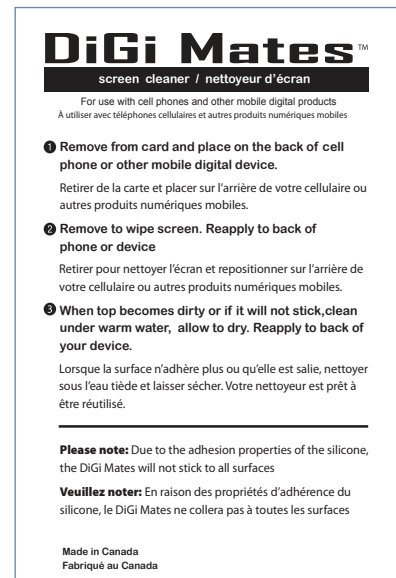 DiGi Mates™
screen cleaner / nettoyeur d'écran
For use with cell phones and other mobile digital products
À utiliser avec téléphones cellulaires et autres produits numériques mobiles
1 Remove from card and place on the back of cell
phone or other mobile digital device.
Retirer de la carte et placer sur l'arrière de votre cellulaire ou
autres produits numériques mobiles.
2 Remove to wipe screen. Reapply to back of
phone or device
Retirer pour nettoyer l'écran et repositionner sur l'arrière de
votre cellulaire ou autres produits numériques mobiles.
3 When top becomes dirty or if it will not stick,clean
under warm water, allow to dry. Reapply to back of
your device.
Lorsque la surface n'adhère plus ou qu'elle est salie, nettoyer
sous l'eau tiède et laisser sécher. Votre nettoyeur est prêt à
être réutilisé.
Please note: Due to the adhesion properties of the silicone,
the DiGi Mates will not stick to all surfaces
Veuillez noter: En raison des propriétés d'adhérence du
silicone, le DiGi Mates ne collera pas à toutes les surfaces
Made in Canada
Fabriqué au Canada